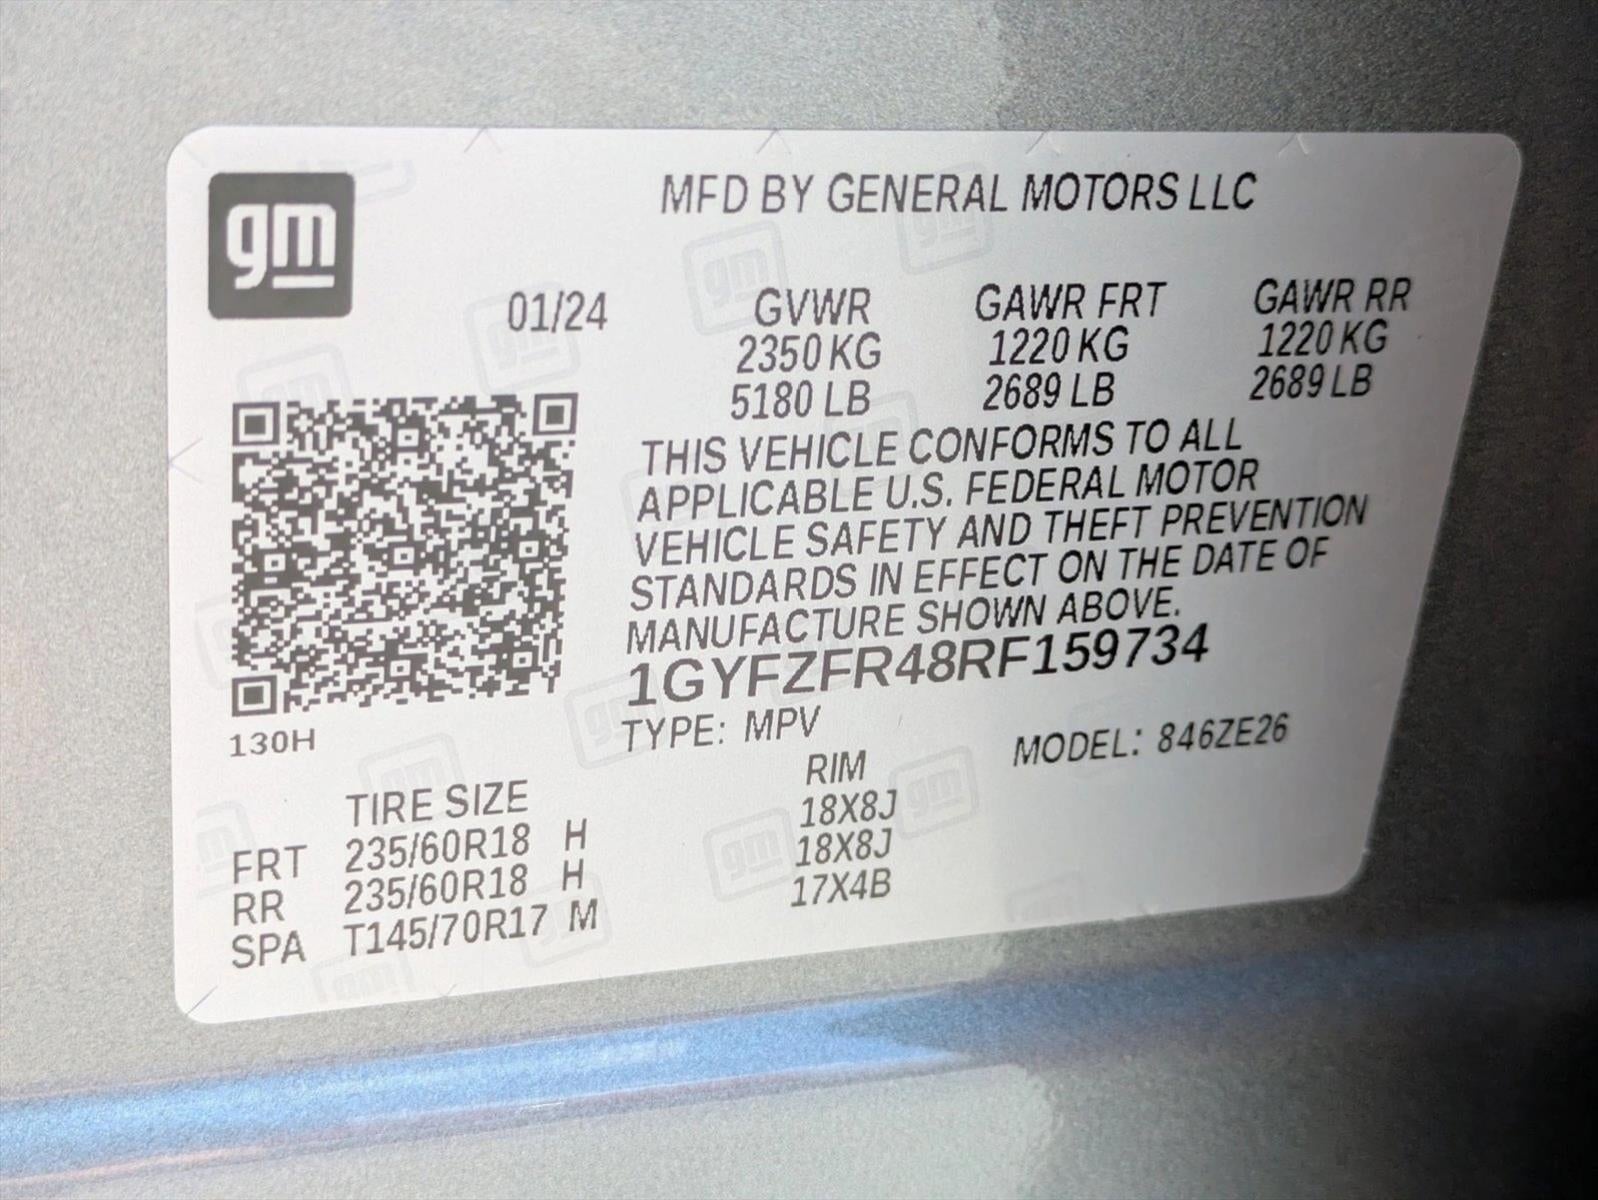 gm
MFD BY GENERAL MOTORS LLC
01/24 GVWR GAWR FRT GAWR RR
2350 KG 1220 KG 1220 KG
5180 LB 2689 LB 2689 LB
THIS VEHICLE CONFORMS TO ALL
APPLICABLE U.S. FEDERAL MOTOR
VEHICLE SAFETY AND THEFT PREVENTION
STANDARDS IN EFFECT ON THE DATE OF
MANUFACTURE SHOWN ABOVE.
1GYFZFR48RF159734
130H
TYPE: MPV MODEL: 846ZE26
TIRE SIZE RIM
FRT 235/60R18 H 18X8J
RR 235/60R18 H 18X8J
SPA T145/70R17 M 17X4B